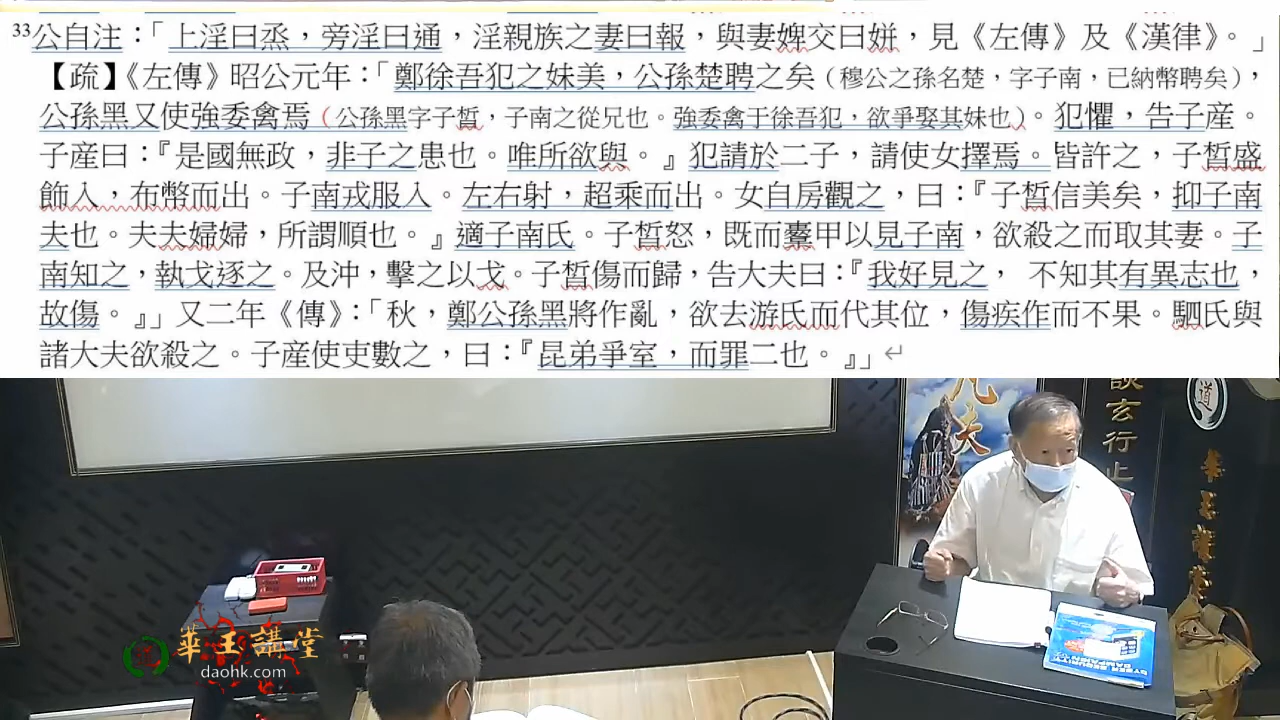 33公自注：「上淫曰烝，旁淫曰通，淫親族之妻曰報，與妻婢交曰姘，見《左傳》及《漢律》。」
【疏】《左傳》昭公元年：「鄭徐吾犯之妹美，公孫楚聘之矣（穆公之孫名楚，字子南，已納幣聘矣），
公孫黑又使強委禽焉（公孫黑字子晳，子南之從兄也。強委禽于徐吾犯，欲爭娶其妹也）。犯懼，告子産。
子産曰：『是國無政，非子之患也。唯所欲與。』犯請於二子，請使女擇焉。皆許之，子晳盛
飾入，布幣而出。子南戎服入。左右射，超乘而出。女自房觀之，曰：『子晳信美矣，抑子南
夫也。夫夫婦婦，所謂順也。』適子南氏。子晳怒，既而櫜甲以見子南，欲殺之而取其妻。子
南知之，執戈逐之。及沖，擊之以戈。子晳傷而歸，告大夫曰：『我好見之， 不知其有異志也，
故傷。』」又二年《傳》：「秋，鄭公孫黑將作亂，欲去游氏而代其位，傷疾作而不果。駟氏與
諸大夫欲殺之。子産使吏數之，曰：『昆弟爭室，而罪二也。』」
凡夫
談玄行止
道
華
華王講堂
daohk.com
CYBER SECURITY
CAMPAIGN